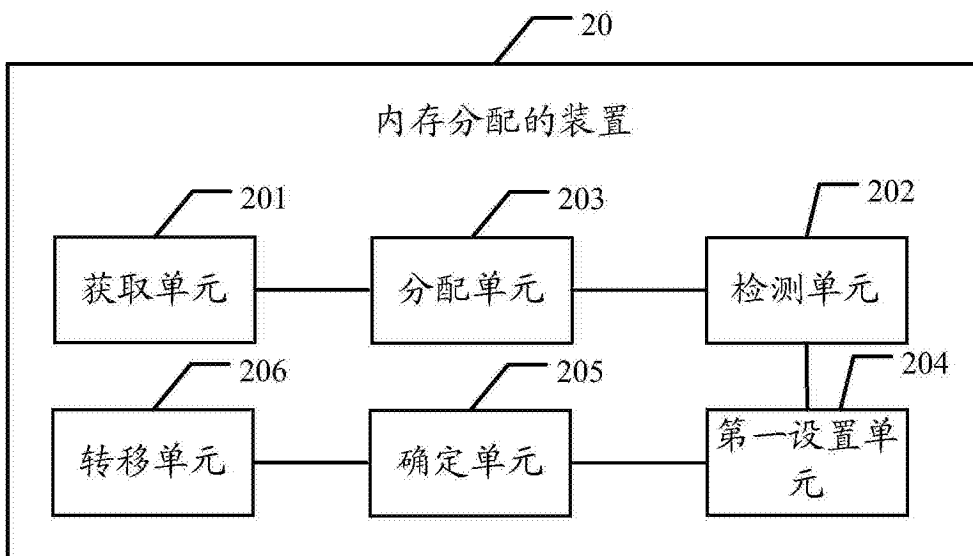 20
内存分配的装置
201
203
202
获取单元
分配单元
检测单元
206
205
204
转移单元
确定单元
第一设置单
元